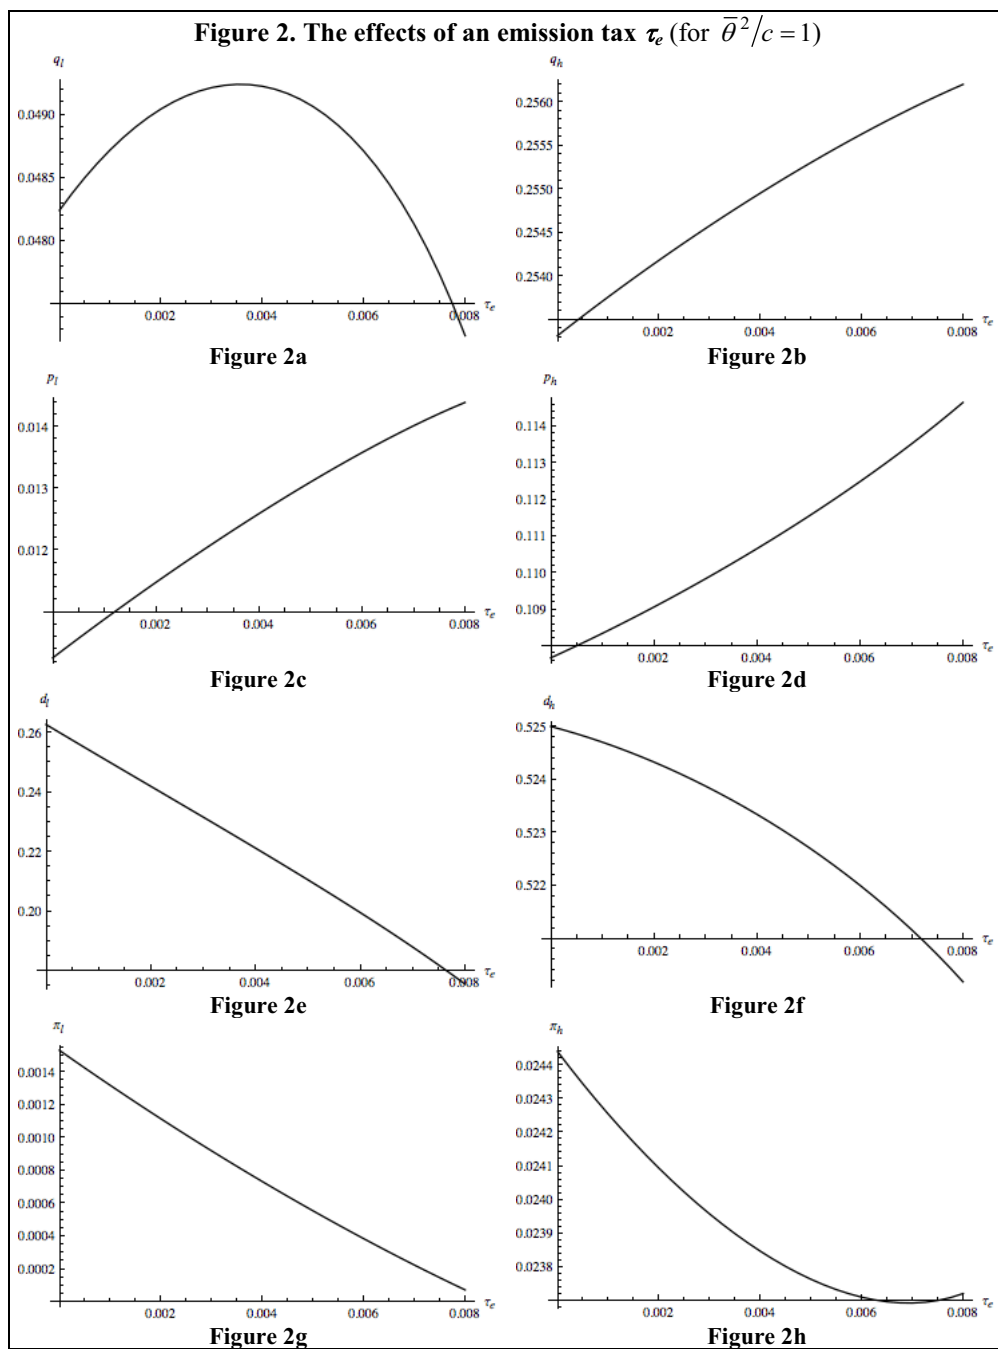 Figure 2. The effects of an emission tax τₑ (for θ̄²/c = 1)
q_l
0.0490
0.0485
0.0480
0.002 0.004 0.006 0.008 τₑ
Figure 2a
q_h
0.2560
0.2555
0.2550
0.2545
0.2540
0.002 0.004 0.006 0.008 τₑ
Figure 2b
p_l
0.014
0.013
0.012
0.002 0.004 0.006 0.008 τₑ
Figure 2c
p_h
0.114
0.113
0.112
0.111
0.110
0.109
0.002 0.004 0.006 0.008 τₑ
Figure 2d
d_l
0.26
0.24
0.22
0.20
0.002 0.004 0.006 0.008 τₑ
Figure 2e
d_h
0.525
0.524
0.523
0.522
0.002 0.004 0.006 0.008 τₑ
Figure 2f
π_l
0.0014
0.0012
0.0010
0.0008
0.0006
0.0004
0.0002
0.002 0.004 0.006 0.008 τₑ
Figure 2g
π_h
0.0244
0.0243
0.0242
0.0241
0.0240
0.0239
0.0238
0.002 0.004 0.006 0.008 τₑ
Figure 2h